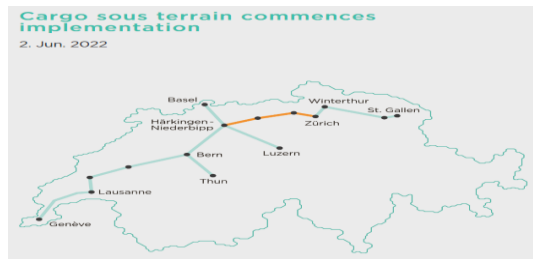 Cargo sous terrain commences
implementation
2. Jun. 2022
Basel
Winterthur
St. Gallen
Härkingen-
Niederbipp
Zürich
Bern
Luzern
Thun
Lausanne
Genève